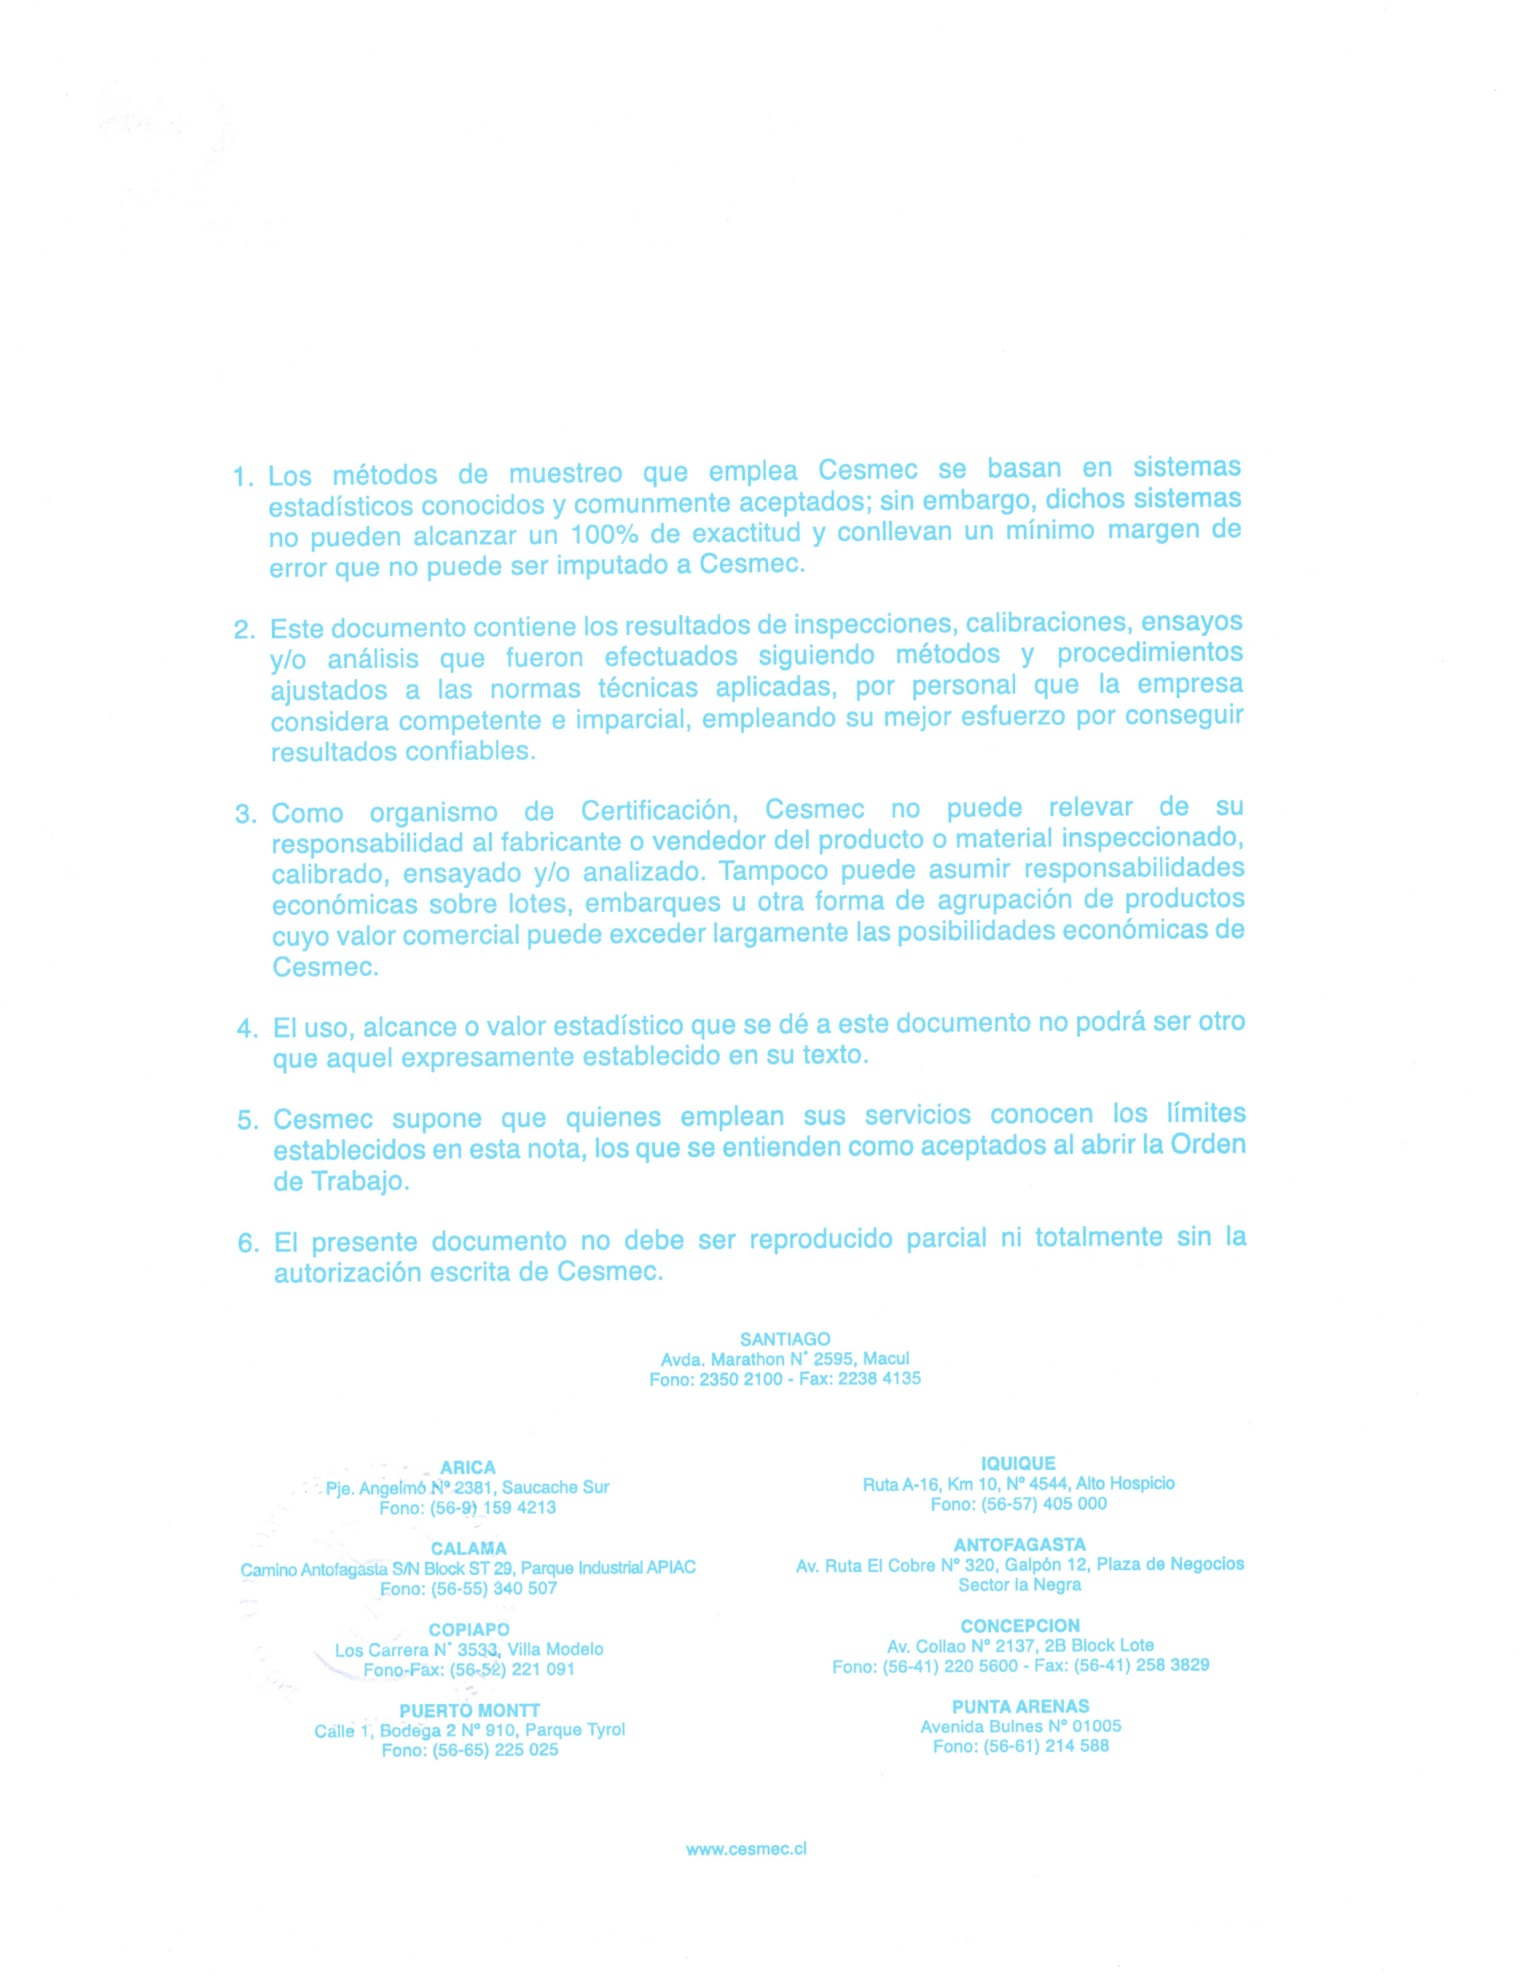 1. Los métodos de muestreo que emplea Cesmec se basan en sistemas
estadísticos conocidos y comunmente aceptados; sin embargo, dichos sistemas
no pueden alcanzar un 100% de exactitud y conllevan un mínimo margen de
error que no puede ser imputado a Cesmec.
2. Este documento contiene los resultados de inspecciones, calibraciones, ensayos
y/o análisis que fueron efectuados siguiendo métodos y procedimientos
ajustados a las normas técnicas aplicadas, por personal que la empresa
considera competente e imparcial, empleando su mejor esfuerzo por conseguir
resultados confiables.
3. Como organismo de Certificación, Cesmec no puede relevar de su
responsabilidad al fabricante o vendedor del producto o material inspeccionado,
calibrado, ensayado y/o analizado. Tampoco puede asumir responsabilidades
económicas sobre lotes, embarques u otra forma de agrupación de productos
cuyo valor comercial puede exceder largamente las posibilidades económicas de
Cesmec.
4. El uso, alcance o valor estadístico que se dé a este documento no podrá ser otro
que aquel expresamente establecido en su texto.
5. Cesmec supone que quienes emplean sus servicios conocen los límites
establecidos en esta nota, los que se entienden como aceptados al abrir la Orden
de Trabajo.
6. El presente documento no debe ser reproducido parcial ni totalmente sin la
autorización escrita de Cesmec.
SANTIAGO
Avda. Marathon N° 2595, Macul
Fono: 2350 2100 - Fax: 2238 4135
ARICA
Pje. Angelmó Nº 2381, Saucache Sur
Fono: (56-9) 159 4213
IQUIQUE
Ruta A-16, Km 10, Nº 4544, Alto Hospicio
Fono: (56-57) 405 000
CALAMA
Camino Antofagasta S/N Block ST 29, Parque Industrial APIAC
Fono: (56-55) 340 507
ANTOFAGASTA
Av. Ruta El Cobre Nº 320, Galpón 12, Plaza de Negocios
Sector la Negra
COPIAPO
Los Carrera N° 3533, Villa Modelo
Fono-Fax: (56-52) 221 091
CONCEPCION
Av. Collao Nº 2137, 2B Block Lote
Fono: (56-41) 220 5600 - Fax: (56-41) 258 3829
PUERTO MONTT
Calle 1, Bodega 2 Nº 910, Parque Tyrol
Fono: (56-65) 225 025
PUNTA ARENAS
Avenida Bulnes Nº 01005
Fono: (56-61) 214 588
www.cesmec.cl